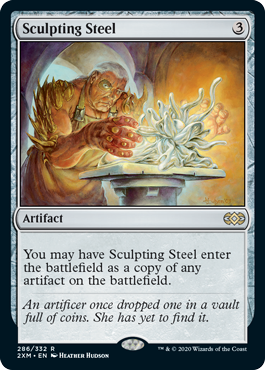 Sculpting Steel 3
Artifact
You may have Sculpting Steel enter
the battlefield as a copy of any
artifact on the battlefield.
An artificer once dropped one in a vault
full of coins. She has yet to find it.
286/332 R
2XM • EN HEATHER HUDSON
™ & © 2020 Wizards of the Coast